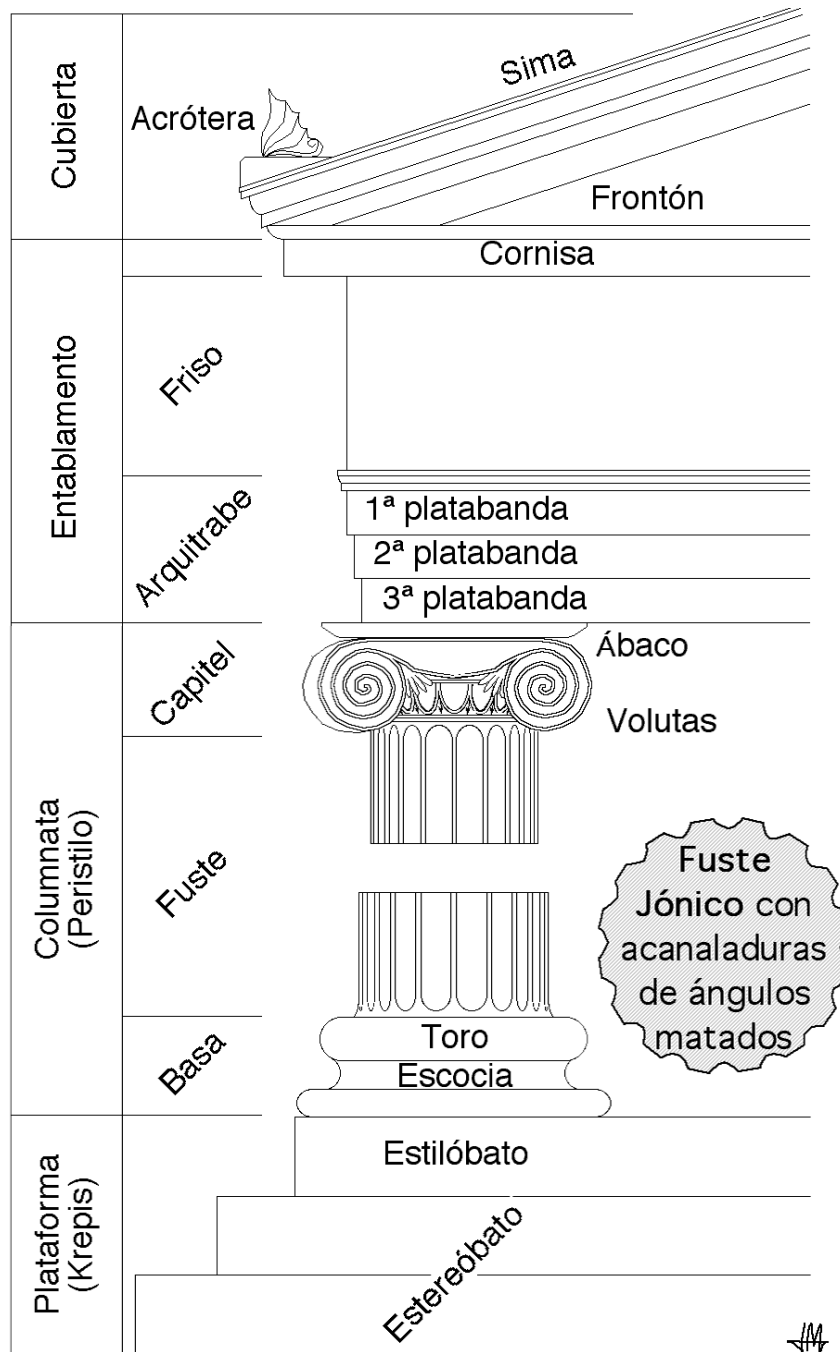 Cubierta
Acrótera
Sima
Frontón
Entablamento
Cornisa
Friso
Arquitrabe
1ª platabanda
2ª platabanda
3ª platabanda
Columnata
(Peristilo)
Capitel
Ábaco
Volutas
Fuste
Fuste
Jónico con
acanaladuras
de ángulos
matados
Basa
Toro
Escocia
Plataforma
(Krepis)
Estilóbato
Estereóbato